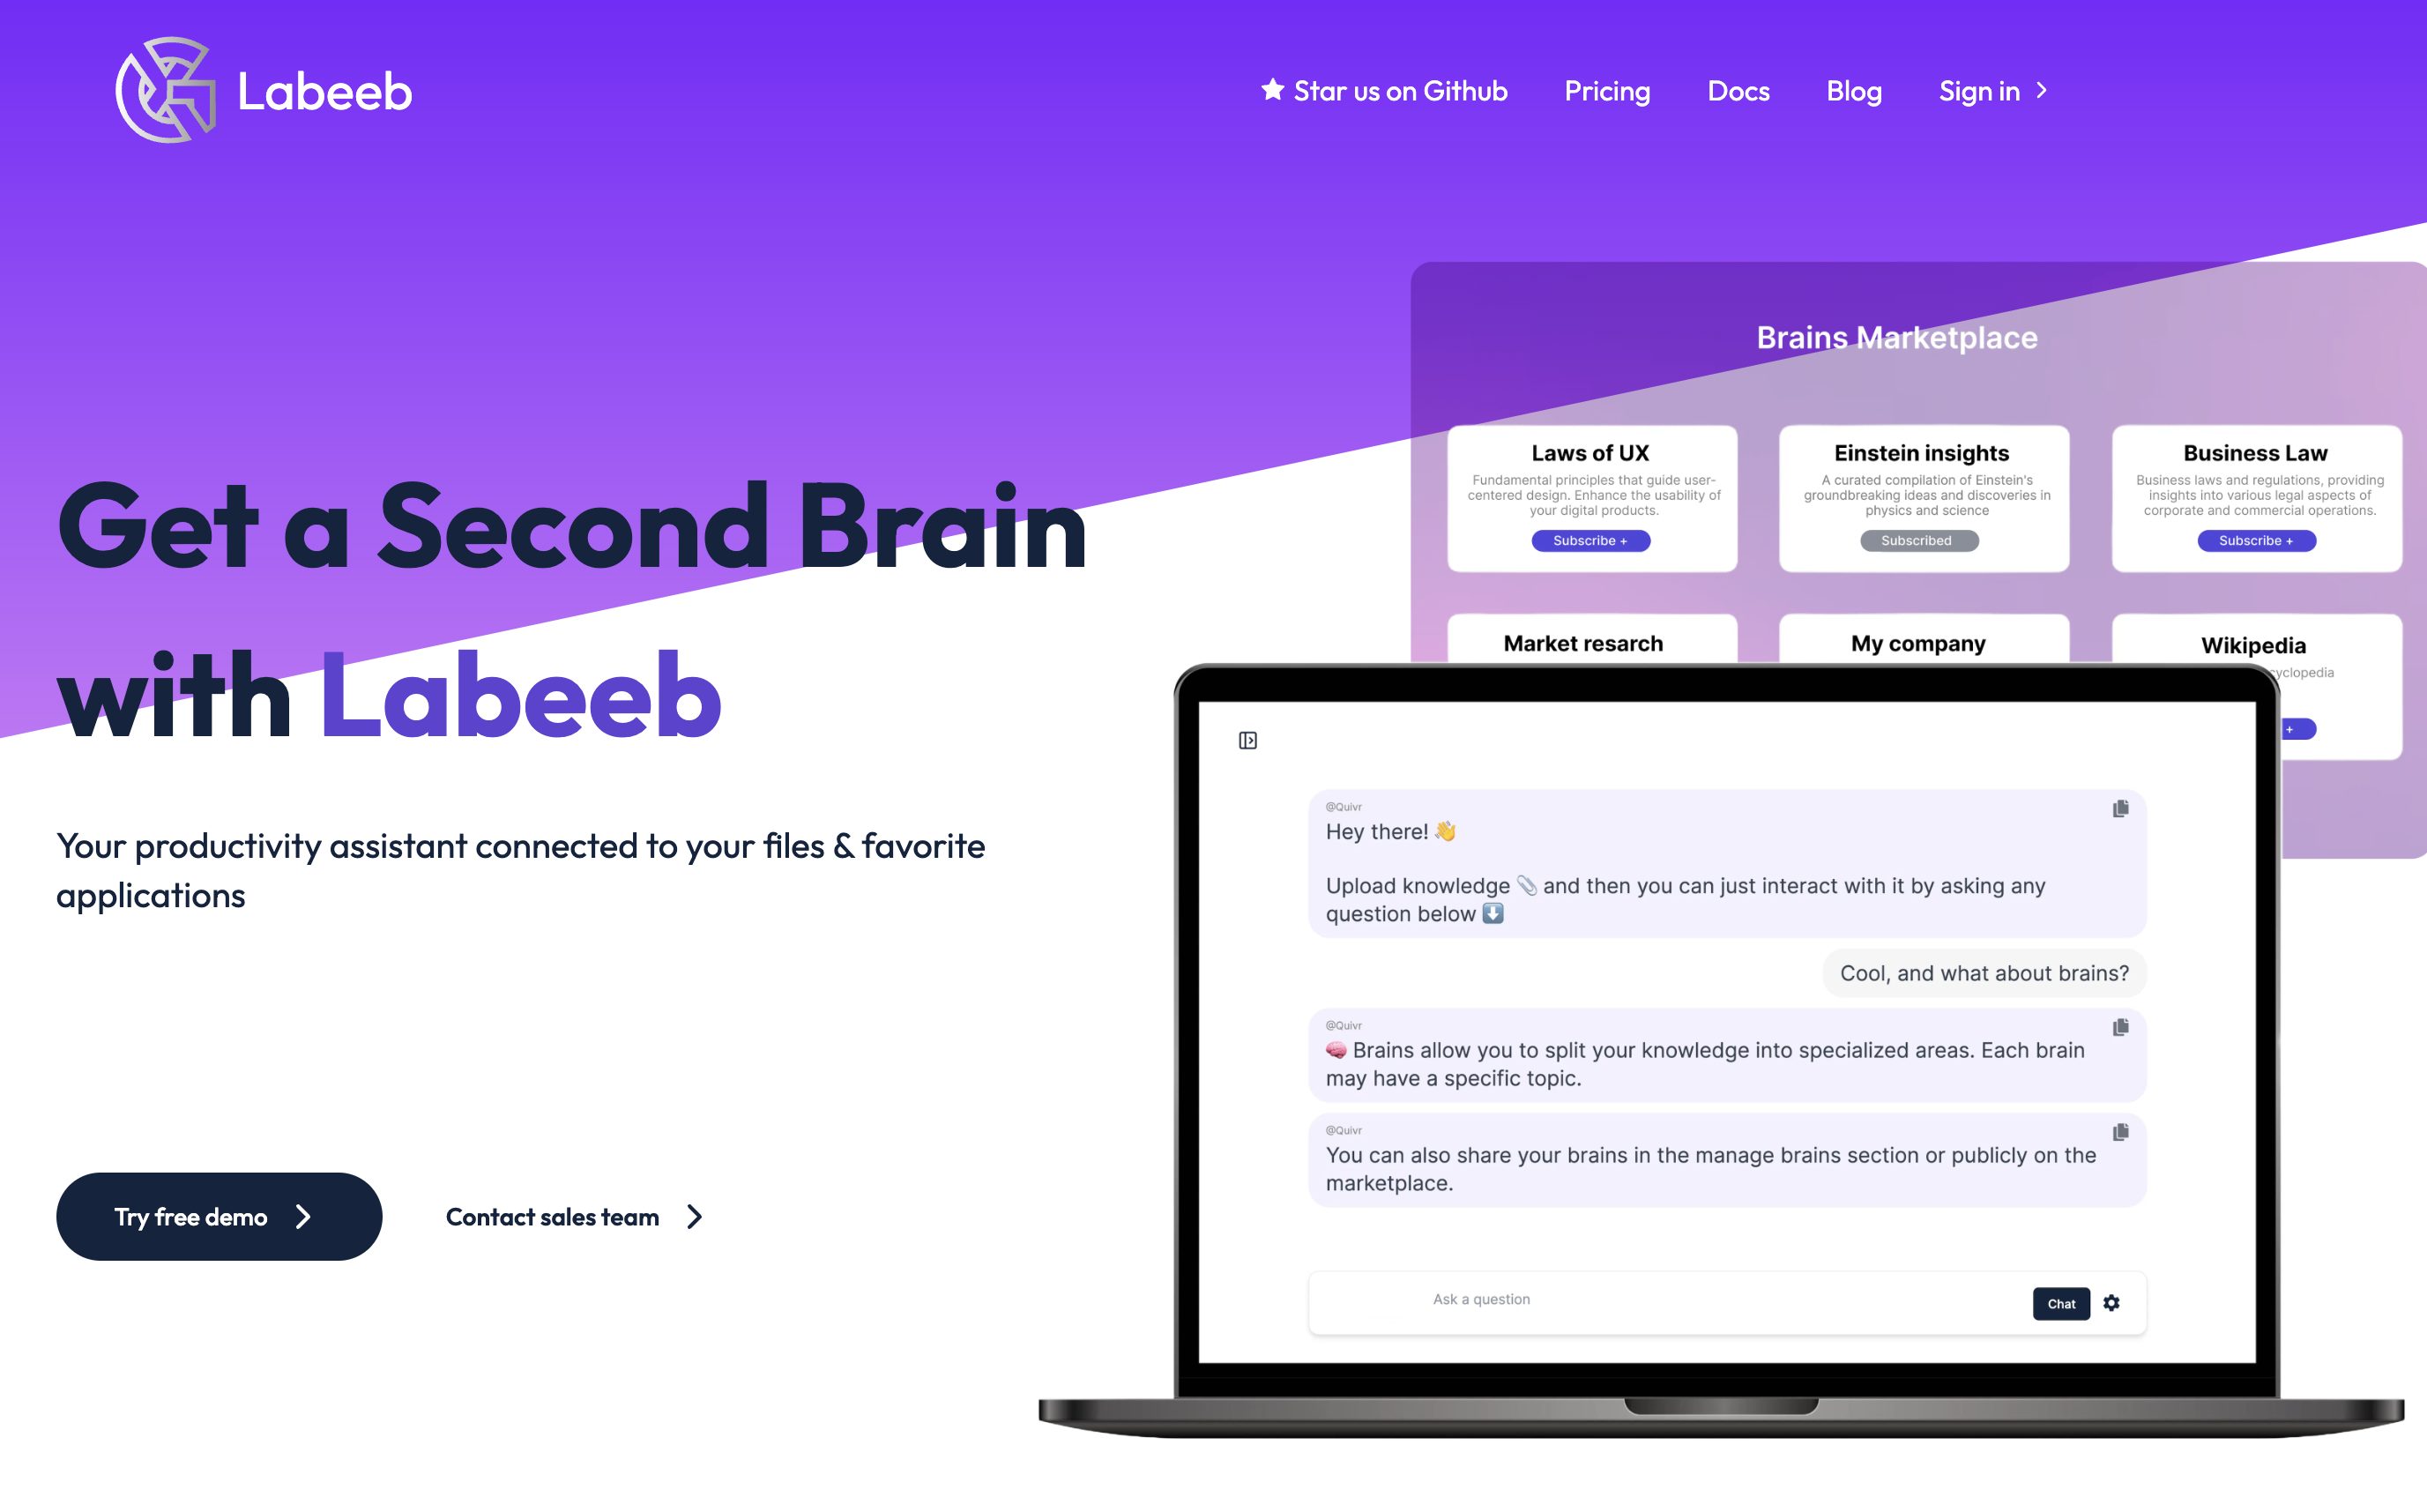 Labeeb
Star us on Github
Pricing
Docs
Blog
Sign in
Get a Second Brain
with Labeeb
Your productivity assistant connected to your files & favorite
applications
Try free demo
Contact sales team
Brains Marketplace
Laws of UX
Fundamental principles that guide user-
centered design. Enhance the usability of
your digital products.
Subscribe +
Einstein insights
A curated compilation of Einstein's
groundbreaking ideas and discoveries in
physics and science
Subscribed
Business Law
Business laws and regulations, providing
insights into various legal aspects of
corporate and commercial operations.
Subscribe +
Market resarch
My company
Wikipedia
+
@Quivr
Hey there! 👋
Upload knowledge 📎 and then you can just interact with it by asking any
question below ⬇️
Cool, and what about brains?
@Quivr
🧠 Brains allow you to split your knowledge into specialized areas. Each brain
may have a specific topic.
@Quivr
You can also share your brains in the manage brains section or publicly on the
marketplace.
Ask a question
Chat